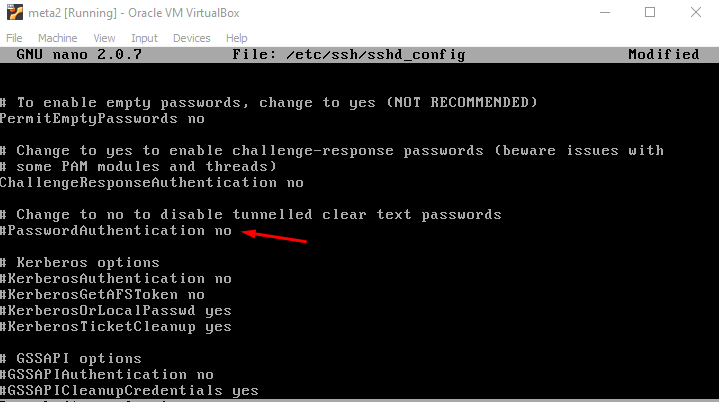 meta2 [Running] - Oracle VM VirtualBox
File Machine View Input Devices Help
GNU nano 2.0.7 File: /etc/ssh/sshd_config Modified
# To enable empty passwords, change to yes (NOT RECOMMENDED)
PermitEmptyPasswords no
# Change to yes to enable challenge-response passwords (beware issues with
# some PAM modules and threads)
ChallengeResponseAuthentication no
# Change to no to disable tunnelled clear text passwords
#PasswordAuthentication no
# Kerberos options
#KerberosAuthentication no
#KerberosGetAFSToken no
#KerberosOrLocalPasswd yes
#KerberosTicketCleanup yes
# GSSAPI options
#GSSAPIAuthentication no
#GSSAPICleanupCredentials yes